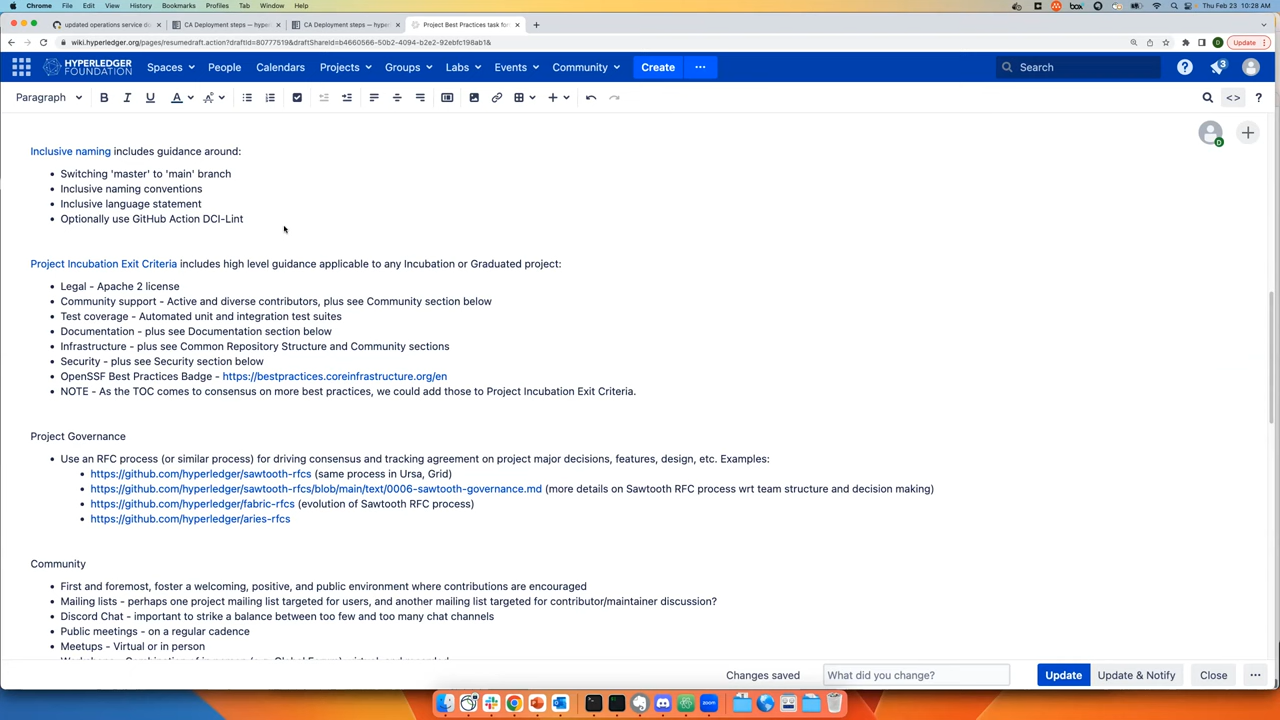 Chrome File Edit View History Bookmarks Profiles Tab Window Help Thu Feb 23 10:28 AM
updated operations service do CA Deployment steps — hyper CA Deployment steps — hyper Project Best Practices task for
wiki.hyperledger.org/pages/resumedraft.action?draftId=80777519&draftShareId=b4660566-50b2-4094-b2e2-92ebfc198ab1& Update
HYPERLEDGER FOUNDATION Spaces People Calendars Projects Groups Labs Events Community Create Search 3
Paragraph B I U A
Inclusive naming includes guidance around:
Switching 'master' to 'main' branch
Inclusive naming conventions
Inclusive language statement
Optionally use GitHub Action DCI-Lint
Project Incubation Exit Criteria includes high level guidance applicable to any Incubation or Graduated project:
Legal - Apache 2 license
Community support - Active and diverse contributors, plus see Community section below
Test coverage - Automated unit and integration test suites
Documentation - plus see Documentation section below
Infrastructure - plus see Common Repository Structure and Community sections
Security - plus see Security section below
OpenSSF Best Practices Badge - https://bestpractices.coreinfrastructure.org/en
NOTE - As the TOC comes to consensus on more best practices, we could add those to Project Incubation Exit Criteria.
Project Governance
Use an RFC process (or similar process) for driving consensus and tracking agreement on project major decisions, features, design, etc. Examples:
https://github.com/hyperledger/sawtooth-rfcs (same process in Ursa, Grid)
https://github.com/hyperledger/sawtooth-rfcs/blob/main/text/0006-sawtooth-governance.md (more details on Sawtooth RFC process wrt team structure and decision making)
https://github.com/hyperledger/fabric-rfcs (evolution of Sawtooth RFC process)
https://github.com/hyperledger/aries-rfcs
Community
First and foremost, foster a welcoming, positive, and public environment where contributions are encouraged
Mailing lists - perhaps one project mailing list targeted for users, and another mailing list targeted for contributor/maintainer discussion?
Discord Chat - important to strike a balance between too few and too many chat channels
Public meetings - on a regular cadence
Meetups - Virtual or in person
Changes saved What did you change? Update Update & Notify Close